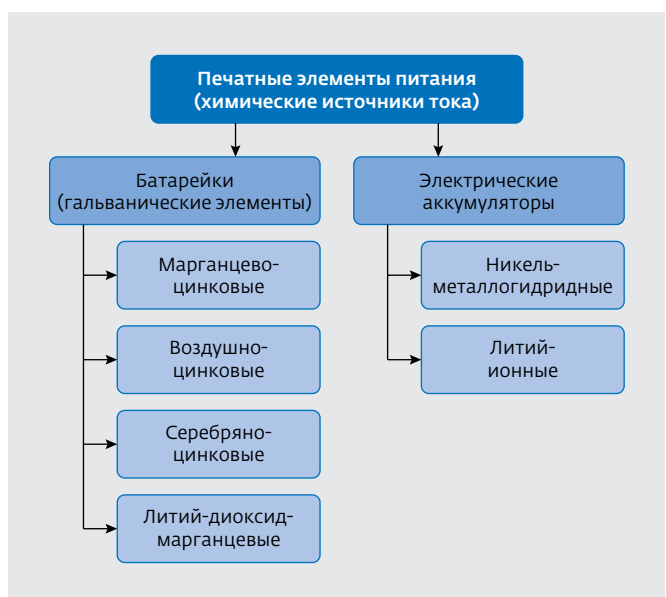 Печатные элементы питания
(химические источники тока)
Батарейки
(гальванические элементы)
Электрические
аккумуляторы
Марганцево-
цинковые
Никель-
металлогидридные
Воздушно-
цинковые
Литий-
ионные
Серебряно-
цинковые
Литий-диоксид-
марганцевые